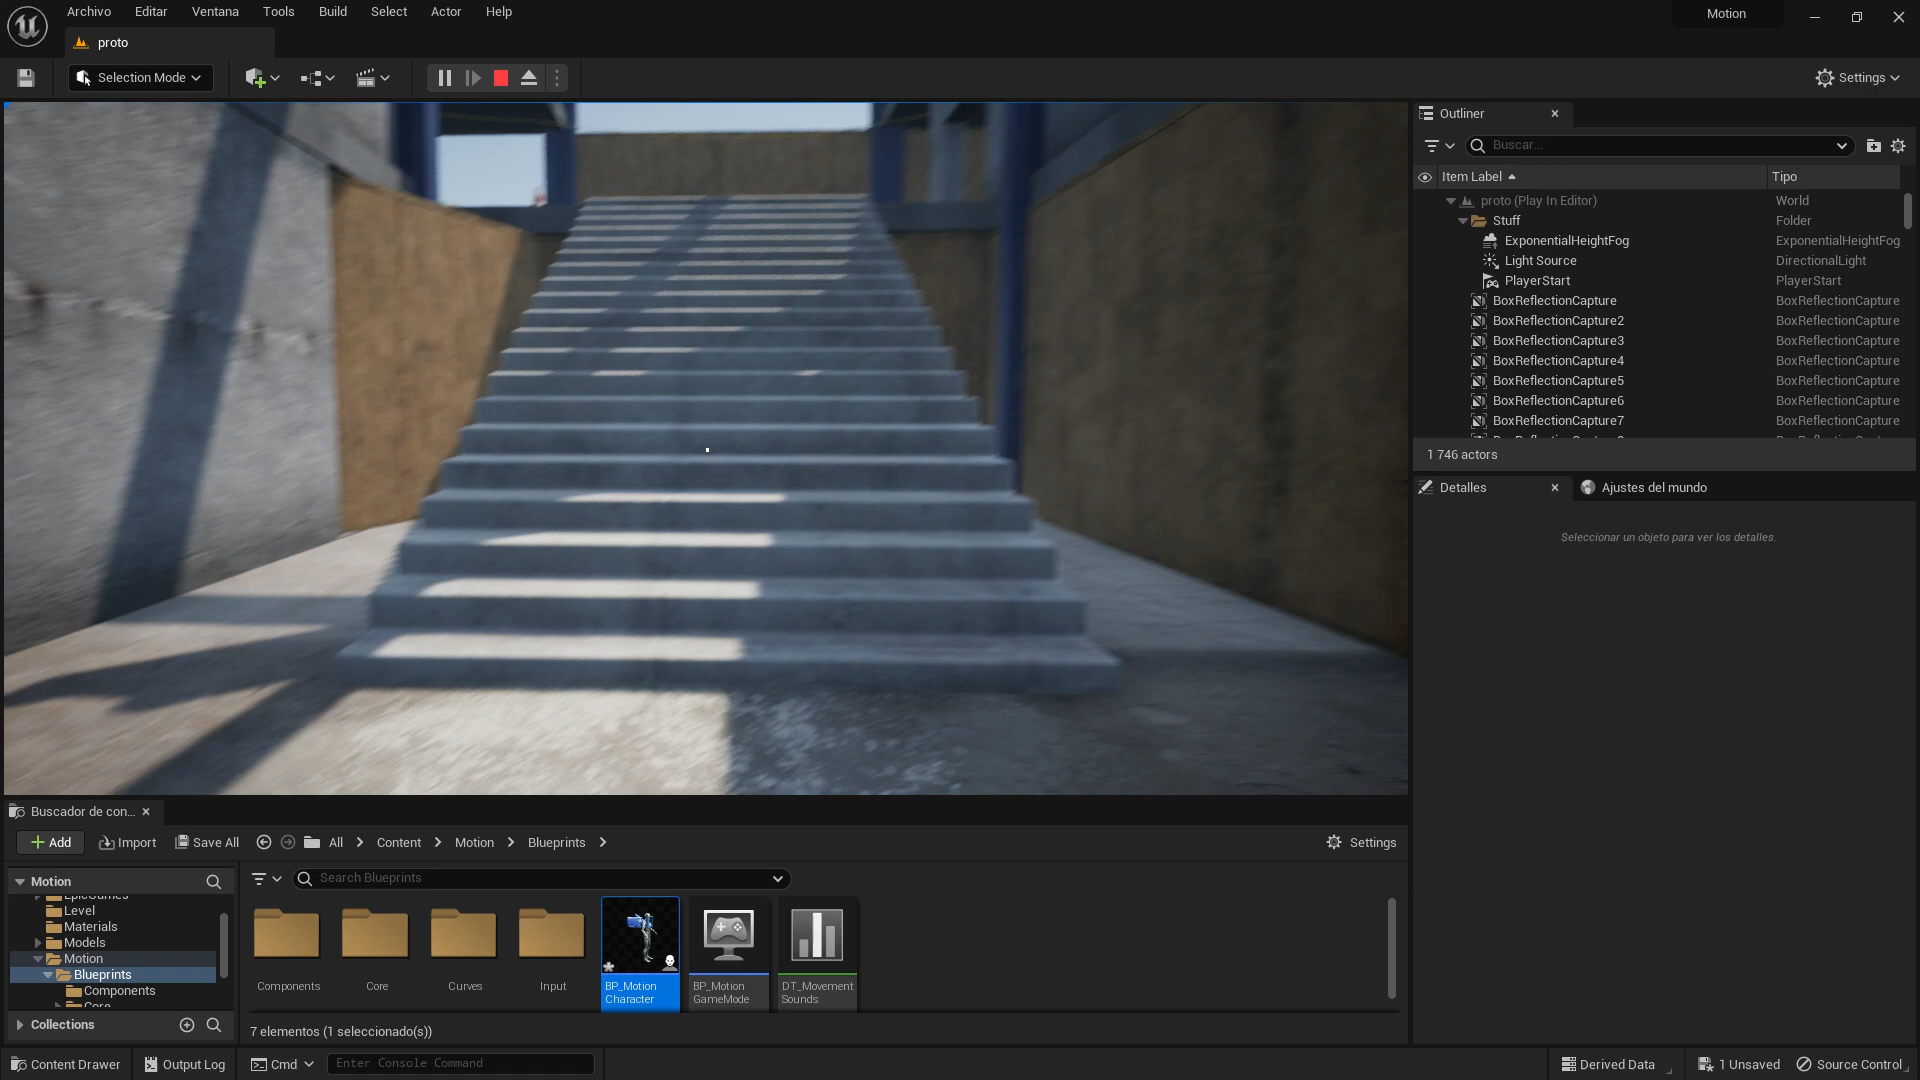 Archivo Editar Ventana Tools Build Select Actor Help
Motion
proto
Selection Mode
Settings
Outliner
Buscar...
Item Label Tipo
proto (Play In Editor) World
Stuff Folder
ExponentialHeightFog ExponentialHeightFog
Light Source DirectionalLight
PlayerStart PlayerStart
BoxReflectionCapture BoxReflectionCapture
BoxReflectionCapture2 BoxReflectionCapture
BoxReflectionCapture3 BoxReflectionCapture
BoxReflectionCapture4 BoxReflectionCapture
BoxReflectionCapture5 BoxReflectionCapture
BoxReflectionCapture6 BoxReflectionCapture
BoxReflectionCapture7 BoxReflectionCapture
1 746 actors
Detalles Ajustes del mundo
Seleccionar un objeto para ver los detalles.
Buscador de con...
Add Import Save All All Content Motion Blueprints Settings
Motion
Search Blueprints
EpicGames
Level
Materials
Models
Motion
Blueprints
Components
Core
Collections
Components
Core
Curves
Input
BP_Motion
Character
BP_Motion
GameMode
DT_Movement
Sounds
7 elementos (1 seleccionado(s))
Content Drawer Output Log Cmd Enter Console Command Derived Data 1 Unsaved Source Control